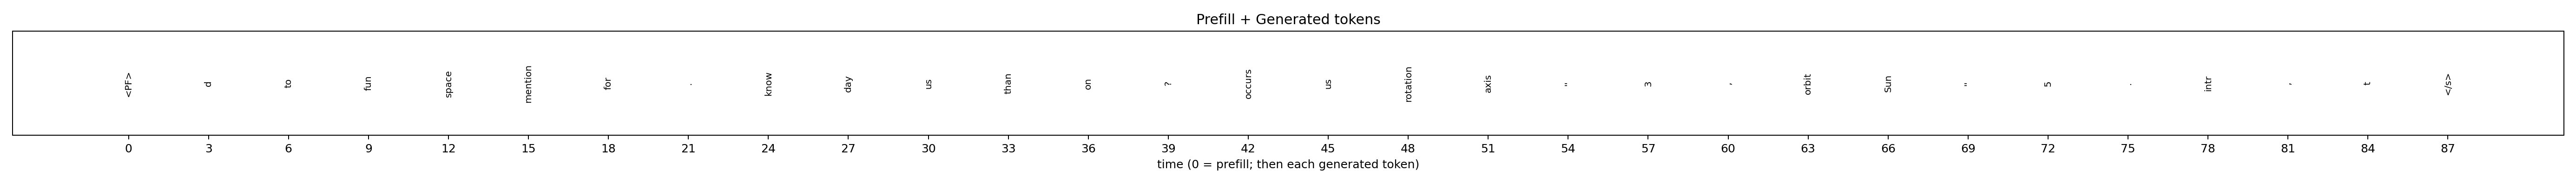 Prefill + Generated tokens
<PF> d to fun space mention for . know day us than on ? occurs us rotation axis " 3 , orbit Sun " 5 . intr ' t </s>
0 3 6 9 12 15 18 21 24 27 30 33 36 39 42 45 48 51 54 57 60 63 66 69 72 75 78 81 84 87
time (0 = prefill; then each generated token)